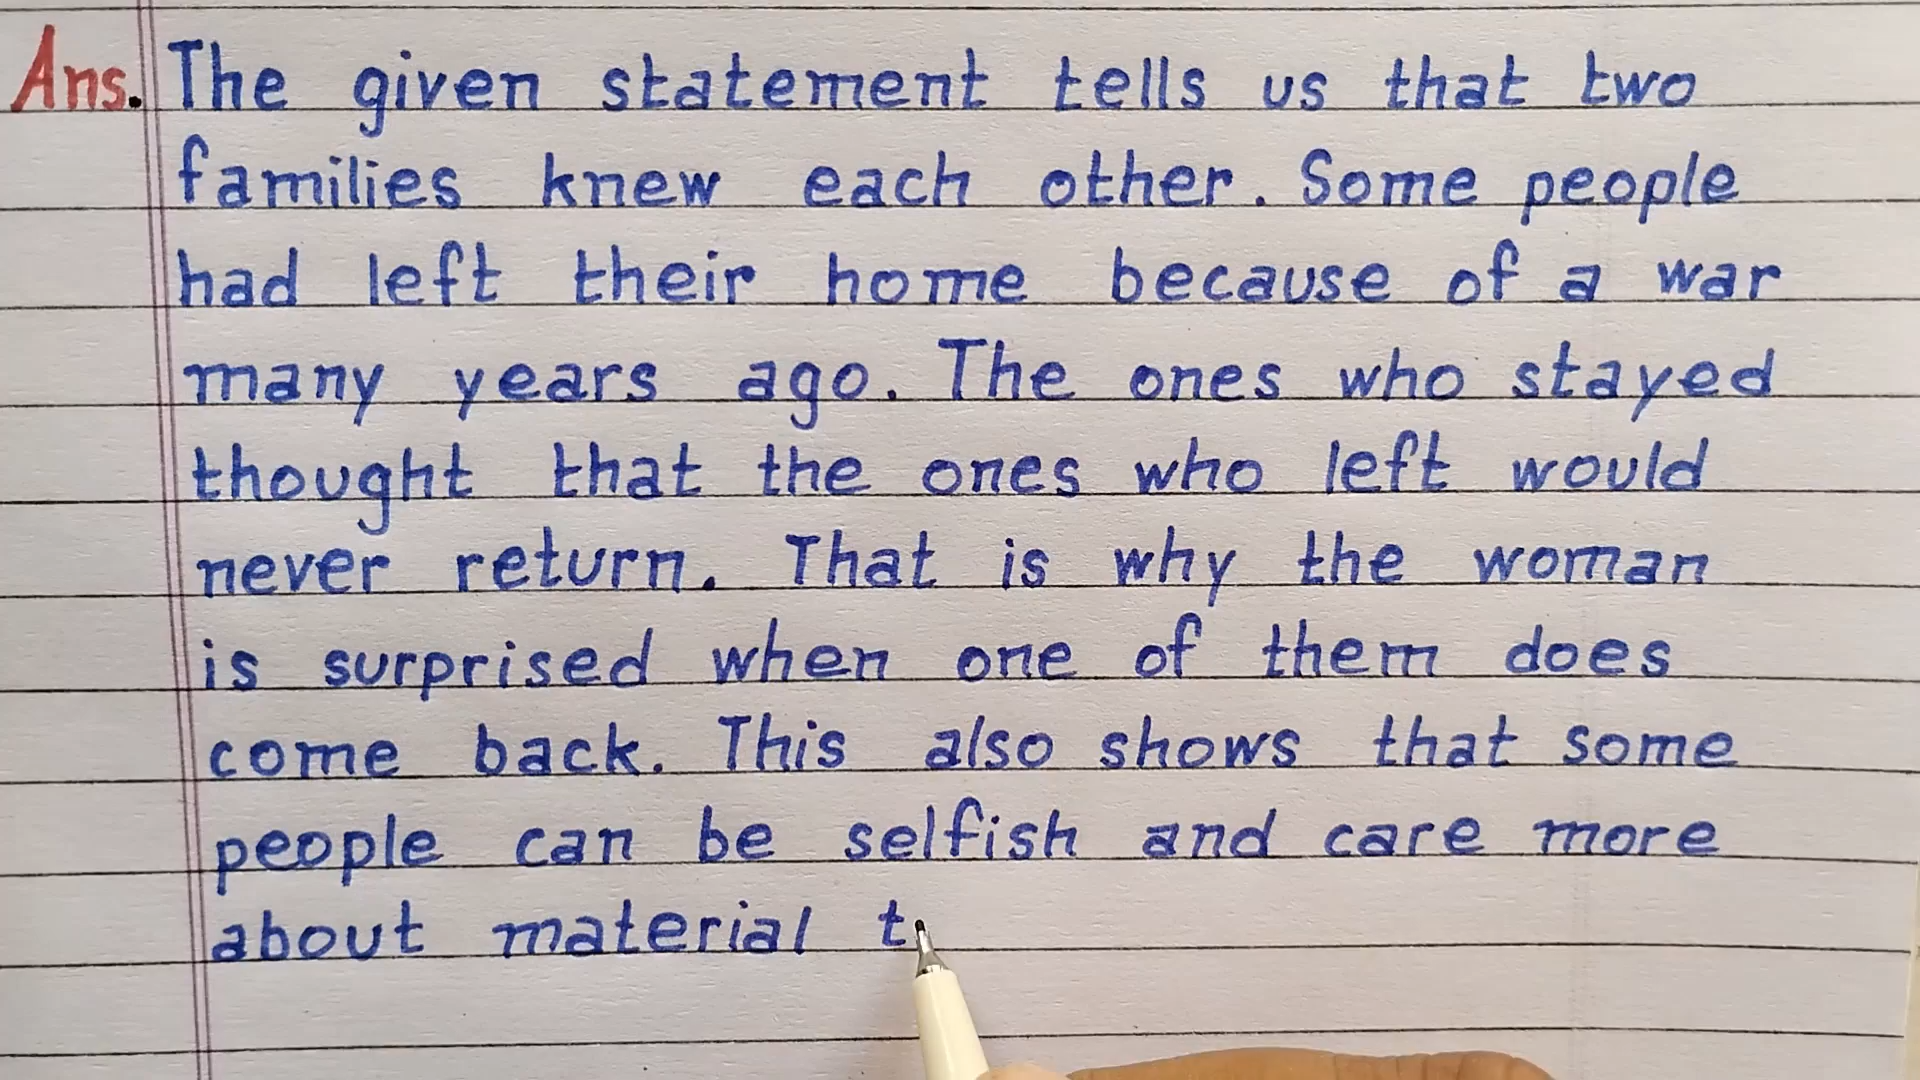 Ans. The given statement tells us that two
families knew each other. Some people
had left their home because of a war
many years ago. The ones who stayed
thought that the ones who left would
never return. That is why the woman
is surprised when one of them does
come back. This also shows that some
people can be selfish and care more
about material t